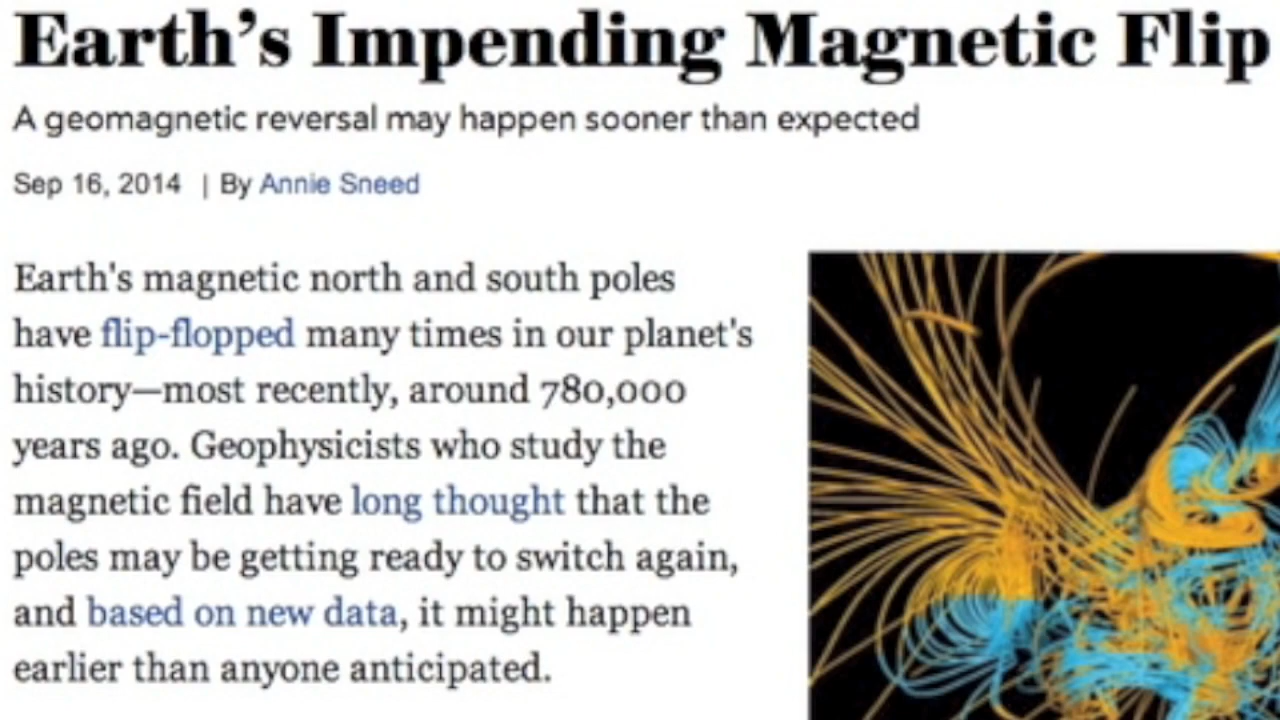 Earth's Impending Magnetic Flip
A geomagnetic reversal may happen sooner than expected
Sep 16, 2014 | By Annie Sneed
Earth's magnetic north and south poles
have flip-flopped many times in our planet's
history—most recently, around 780,000
years ago. Geophysicists who study the
magnetic field have long thought that the
poles may be getting ready to switch again,
and based on new data, it might happen
earlier than anyone anticipated.